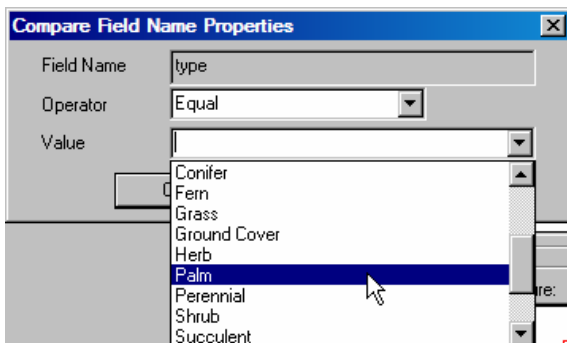 Compare Field Name Properties
Field Name type
Operator Equal
Value
Conifer
Fern
Grass
Ground Cover
Herb
Palm
Perennial
Shrub
Succulent